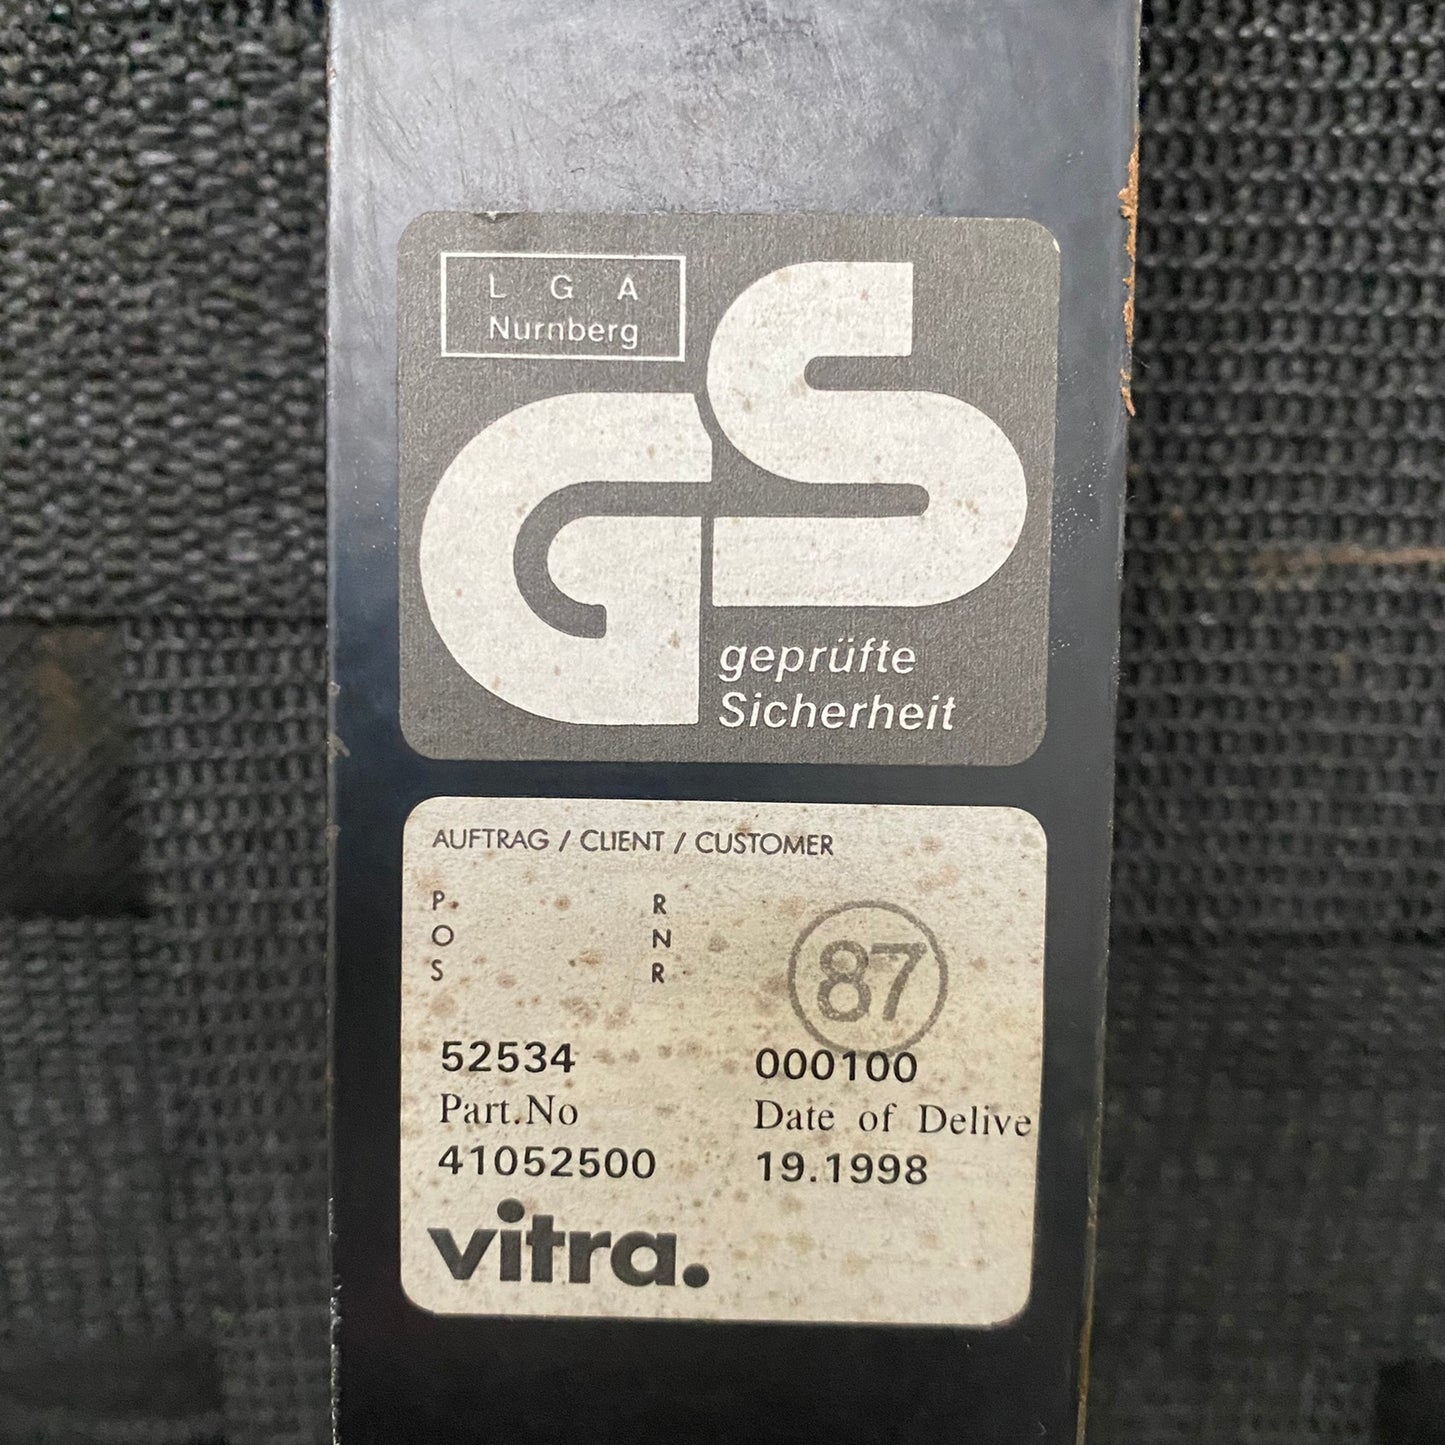 L G A
Nurnberg
GS
geprüfte
Sicherheit
AUFTRAG / CLIENT / CUSTOMER
P. R
O N
S R
87
52534 000100
Part.No Date of Delive
41052500 19.1998
vitra.